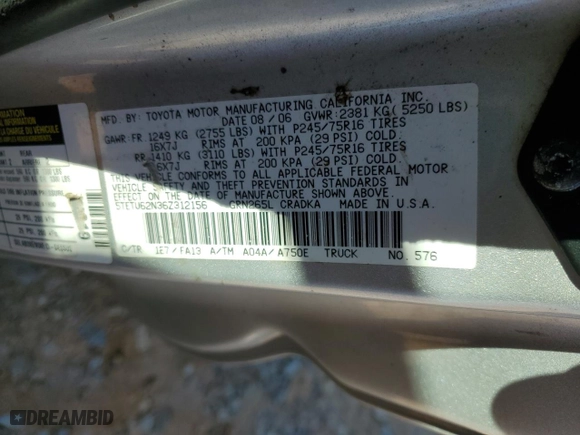 MFD. BY: TOYOTA MOTOR MANUFACTURING CALIFORNIA INC.
DATE 08 / 06 GVWR:2381 KG( 5250 LBS)
GAWR: FR 1249 KG (2755 LBS) WITH P245/75R16 TIRES
16X7J RIMS AT 200 KPA (29 PSI) COLD.
RR 1410 KG (3110 LBS) WITH P245/75R16 TIRES
16X7J RIMS AT 200 KPA (29 PSI) COLD.
THIS VEHICLE CONFORMS TO ALL APPLICABLE FEDERAL MOTOR
VEHICLE SAFETY AND THEFT PREVENTION STANDARDS
IN EFFECT ON THE DATE OF MANUFACTURE SHOWN ABOVE
5TETU62N36Z312156 GRN265L CRADKA MADE IN U.S.A.
C/TR 1E7 / FA13 A/TM A04A / A750E TRUCK NO. 576
INFORMATION
DREAMBID